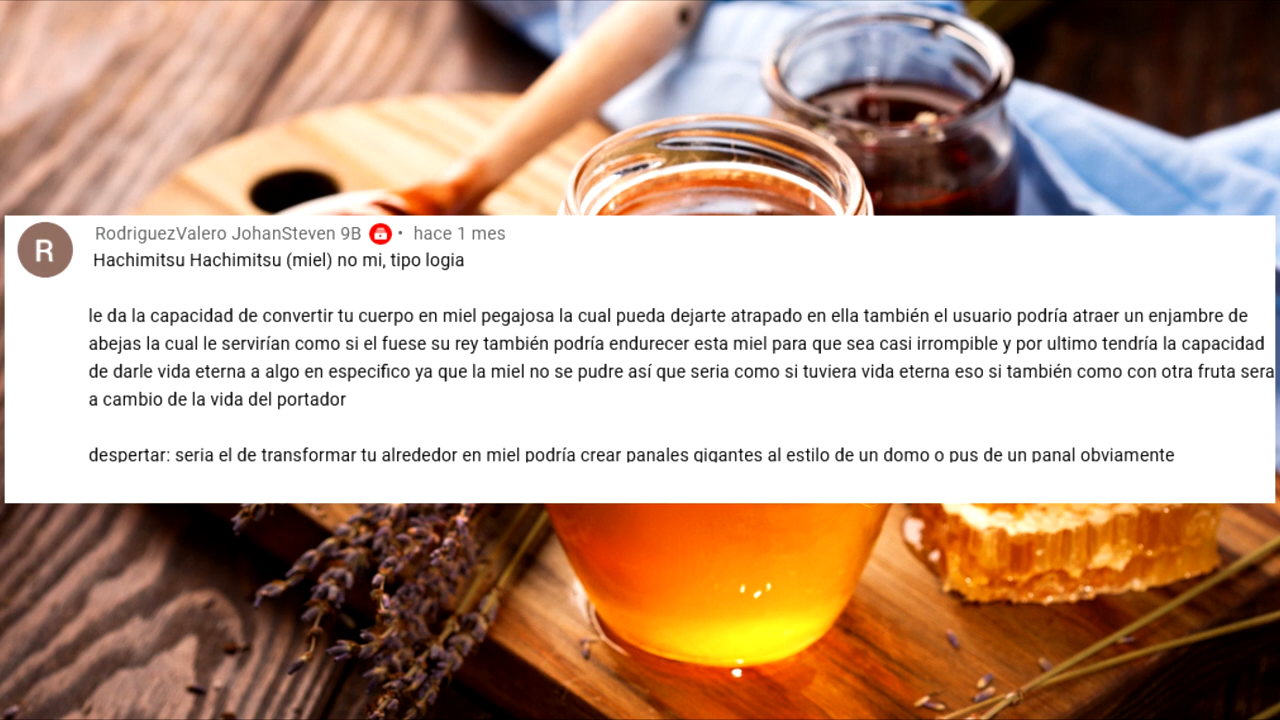 R
RodriguezValero JohanSteven 9B • hace 1 mes
Hachimitsu Hachimitsu (miel) no mi, tipo logia
le da la capacidad de convertir tu cuerpo en miel pegajosa la cual pueda dejarte atrapado en ella también el usuario podría atraer un enjambre de
abejas la cual le servirían como si el fuese su rey también podría endurecer esta miel para que sea casi irrompible y por ultimo tendría la capacidad
de darle vida eterna a algo en especifico ya que la miel no se pudre así que seria como si tuviera vida eterna eso si también como con otra fruta sera
a cambio de la vida del portador
despertar: seria el de transformar tu alrededor en miel podría crear panales gigantes al estilo de un domo o pus de un panal obviamente